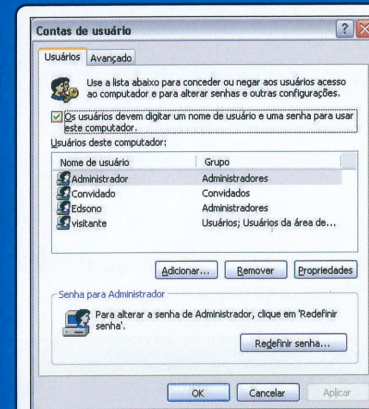 Contas de usuário
Usuários Avançado
Use a lista abaixo para conceder ou negar aos usuários acesso
ao computador e para alterar senhas e outras configurações.
Os usuários devem digitar um nome de usuário e uma senha para usar
este computador.
Usuários deste computador:
Nome de usuário Grupo
Administrador Administradores
Convidado Convidados
Edsono Administradores
visitante Usuários; Usuários da área de...
Adicionar... Remover Propriedades
Senha para Administrador
Para alterar a senha de Administrador, clique em 'Redefinir
senha'.
Redefinir senha...
OK Cancelar Aplicar